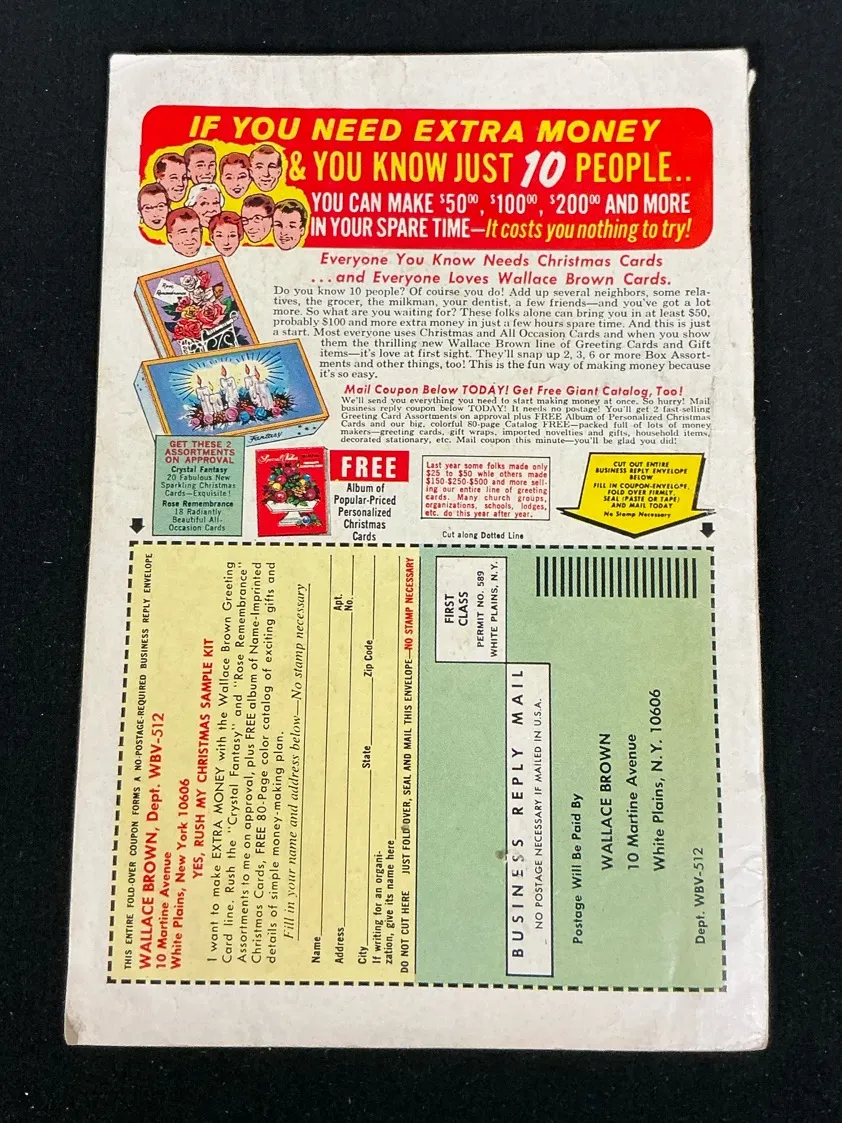 IF YOU NEED EXTRA MONEY
& YOU KNOW JUST 10 PEOPLE..
YOU CAN MAKE $50⁰⁰, $100⁰⁰, $200⁰⁰ AND MORE
IN YOUR SPARE TIME—It costs you nothing to try!
Everyone You Know Needs Christmas Cards
...and Everyone Loves Wallace Brown Cards.
Do you know 10 people? Of course you do! Add up several neighbors, some rela-
tives, the grocer, the milkman, your dentist, a few friends—and you've got a lot
more. So what are you waiting for? These folks alone can bring you in at least $50,
probably $100 and more extra money in just a few hours spare time. And this is just
a start. Most everyone uses Christmas and All Occasion Cards and when you show
them the thrilling new Wallace Brown line of Greeting Cards and Gift
items—it's love at first sight. They'll snap up 2, 3, 6 or more Box Assort-
ments and other things, too! This is the fun way of making money because
it's so easy.
Rose
Remembrance
Fantasy
Mail Coupon Below TODAY! Get Free Giant Catalog, Too!
We'll send you everything you need to start making money at once. So hurry! Mail
business reply coupon below TODAY! It needs no postage! You'll get 2 fast-selling
Greeting Card Assortments on approval plus FREE Album of Personalized Christmas
Cards and our big, colorful 80-page Catalog FREE—packed full of lots of money
makers—greeting cards, gift wraps, imported novelties and gifts, household items,
decorated stationery, etc. Mail coupon this minute—you'll be glad you did!
GET THESE 2
ASSORTMENTS
ON APPROVAL
Crystal Fantasy
20 Fabulous New
Sparkling Christmas
Cards—Exquisite!
Rose Remembrance
18 Radiantly
Beautiful All-
Occasion Cards
FREE
Album of
Popular-Priced
Personalized
Christmas
Cards
Last year some folks made only
$25 to $50 while others made
$150-$250-$500 and more sell-
ing our entire line of greeting
cards. Many church groups,
organizations, schools, lodges,
etc. do this year after year.
CUT OUT ENTIRE
BUSINESS REPLY ENVELOPE
BELOW
FILL IN COUPON-ENVELOPE,
FOLD OVER FIRMLY,
SEAL (PASTE OR TAPE)
AND MAIL TODAY
No Stamp Necessary
Cut along Dotted Line
THIS ENTIRE FOLD-OVER COUPON FORMS A NO-POSTAGE-REQUIRED BUSINESS REPLY ENVELOPE
WALLACE BROWN, Dept. WBV-512
10 Martine Avenue
White Plains, New York 10606
YES, RUSH MY CHRISTMAS SAMPLE KIT
I want to make EXTRA MONEY with the Wallace Brown Greeting
Card line. Rush the "Crystal Fantasy" and "Rose Remembrance"
Assortments to me on approval, plus FREE album of Name-Imprinted
Christmas Cards, FREE 80-Page color catalog of exciting gifts and
details of simple money-making plan.
Fill in your name and address below—No stamp necessary
Name
Address Apt. No.
City State Zip Code
If writing for an organi-
zation, give its name here
DO NOT CUT HERE JUST FOLD OVER, SEAL AND MAIL THIS ENVELOPE—NO STAMP NECESSARY
FIRST
CLASS
PERMIT NO. 589
WHITE PLAINS, N.Y.
BUSINESS REPLY MAIL
NO POSTAGE NECESSARY IF MAILED IN U.S.A.
Postage Will Be Paid By
WALLACE BROWN
10 Martine Avenue
White Plains, N.Y. 10606
Dept. WBV-512